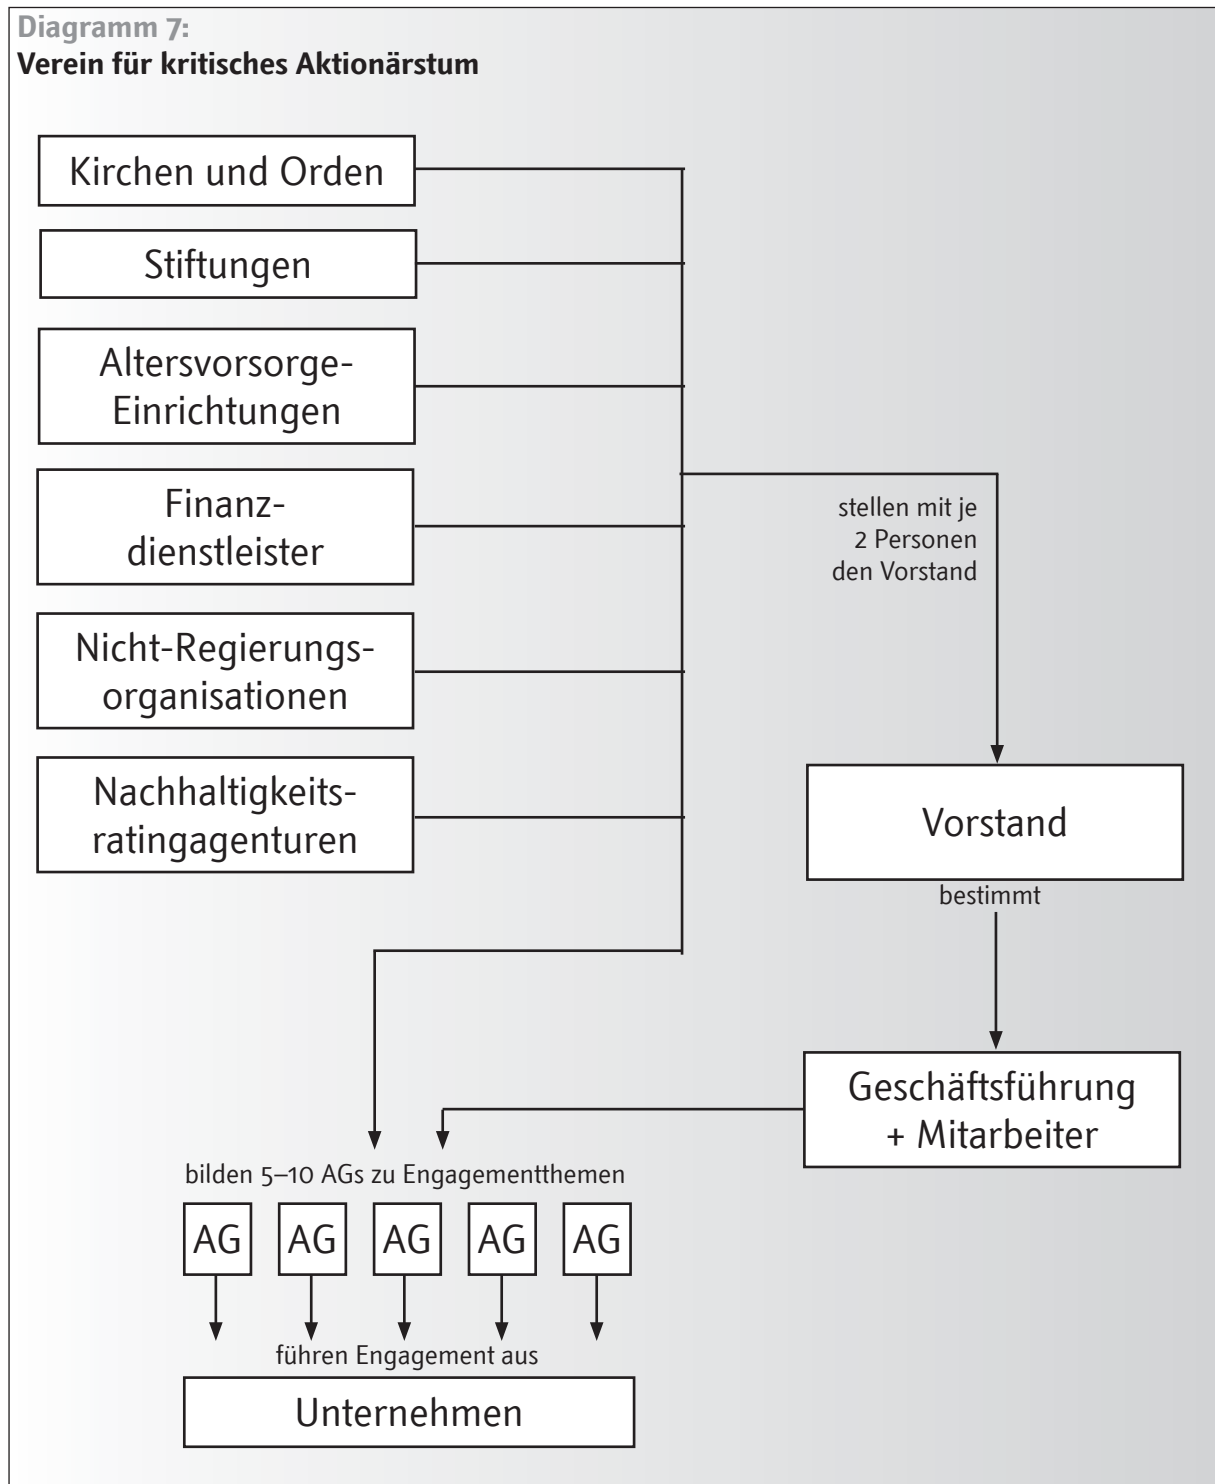 Diagramm 7:
Verein für kritisches Aktionärstum
Kirchen und Orden
Stiftungen
Altersvorsorge-
Einrichtungen
Finanz-
dienstleister
Nicht-Regierungs-
organisationen
Nachhaltigkeits-
ratingagenturen
stellen mit je
2 Personen
den Vorstand
Vorstand
bestimmt
Geschäftsführung
+ Mitarbeiter
bilden 5–10 AGs zu Engagementthemen
AG AG AG AG AG
führen Engagement aus
Unternehmen